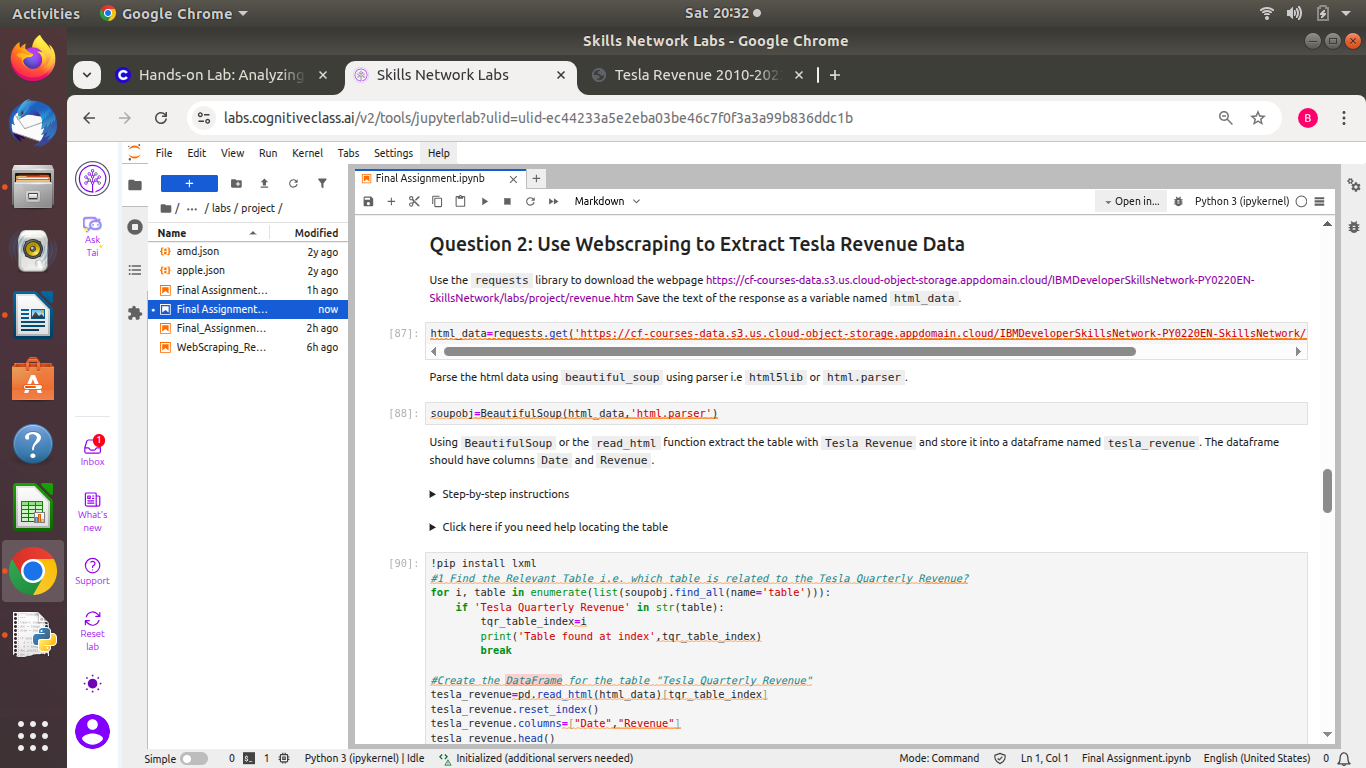 Activities
Google Chrome
Sat 20:32
Skills Network Labs - Google Chrome
Hands-on Lab: Analyzing
Skills Network Labs
Tesla Revenue 2010-202
labs.cognitiveclass.ai/v2/tools/jupyterlab?ulid=ulid-ec44233a5e2eba03be46c7f0f3a3a99b836ddc1b
B
File Edit View Run Kernel Tabs Settings Help
Ask Tai
Inbox
1
What's new
Support
Reset lab
+
/ ... / labs / project /
Name Modified
amd.json 2y ago
apple.json 2y ago
Final Assignment... 1h ago
Final Assignment... now
Final_Assignmen... 2h ago
WebScraping_Re... 6h ago
Final Assignment.ipynb
Markdown
Open in...
Python 3 (ipykernel)
Question 2: Use Webscraping to Extract Tesla Revenue Data
Use the requests library to download the webpage https://cf-courses-data.s3.us.cloud-object-storage.appdomain.cloud/IBMDeveloperSkillsNetwork-PY0220EN-
SkillsNetwork/labs/project/revenue.htm Save the text of the response as a variable named html_data.
[87]: html_data=requests.get('https://cf-courses-data.s3.us.cloud-object-storage.appdomain.cloud/IBMDeveloperSkillsNetwork-PY0220EN-SkillsNetwork/
Parse the html data using beautiful_soup using parser i.e html5lib or html.parser.
[88]: soupobj=BeautifulSoup(html_data,'html.parser')
Using BeautifulSoup or the read_html function extract the table with Tesla Revenue and store it into a dataframe named tesla_revenue. The dataframe
should have columns Date and Revenue.
Step-by-step instructions
Click here if you need help locating the table
[90]: !pip install lxml
#1 Find the Relevant Table i.e. which table is related to the Tesla Quarterly Revenue?
for i, table in enumerate(list(soupobj.find_all(name='table'))):
if 'Tesla Quarterly Revenue' in str(table):
tqr_table_index=i
print('Table found at index',tqr_table_index)
break
#Create the DataFrame for the table "Tesla Quarterly Revenue"
tesla_revenue=pd.read_html(html_data)[tqr_table_index]
tesla_revenue.reset_index()
tesla_revenue.columns=["Date","Revenue"]
tesla_revenue.head()
Simple 0 1 Python 3 (ipykernel) | Idle Initialized (additional servers needed) Mode: Command Ln 1, Col 1 Final Assignment.ipynb English (United States) 0